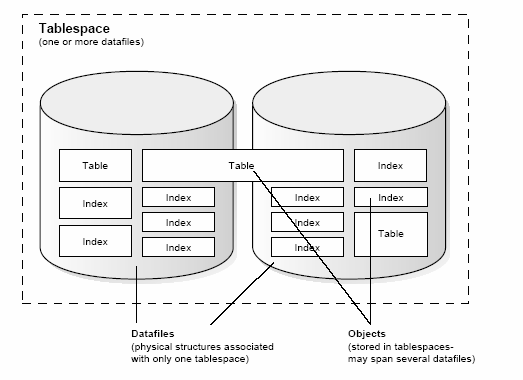 Tablespace
(one or more datafiles)
Table
Table
Index
Index
Index
Index
Index
Index
Index
Index
Table
Index
Index
Index
Datafiles
(physical structures associated
with only one tablespace)
Objects
(stored in tablespaces-
may span several datafiles)